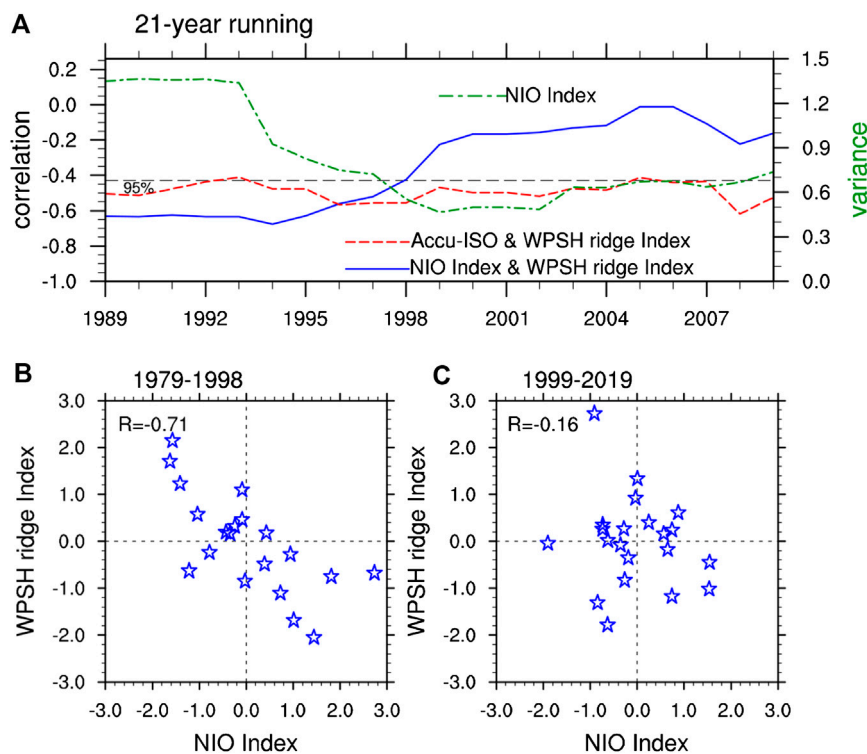 A
21-year running
correlation
0.2
0.0
-0.2
-0.4
-0.6
-0.8
-1.0
1.5
1.2
0.9
0.6
0.3
0.0
variance
NIO Index
95%
Accu-ISO & WPSH ridge Index
NIO Index & WPSH ridge Index
1989 1992 1995 1998 2001 2004 2007
B
1979-1998
R=-0.71
WPSH ridge Index
3.0
2.0
1.0
0.0
-1.0
-2.0
-3.0
-3.0 -2.0 -1.0 0.0 1.0 2.0 3.0
NIO Index
C
1999-2019
R=-0.16
WPSH ridge Index
3.0
2.0
1.0
0.0
-1.0
-2.0
-3.0
-3.0 -2.0 -1.0 0.0 1.0 2.0 3.0
NIO Index